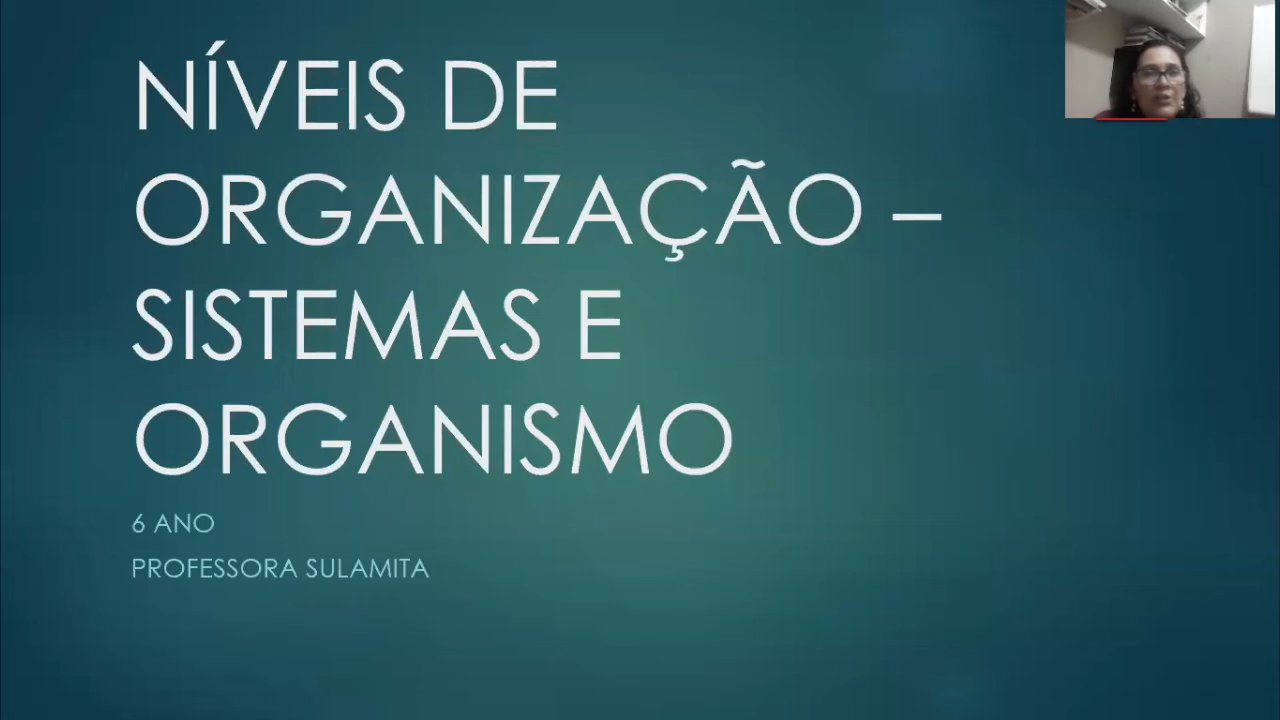 NÍVEIS DE
ORGANIZAÇÃO –
SISTEMAS E
ORGANISMO
6 ANO
PROFESSORA SULAMITA